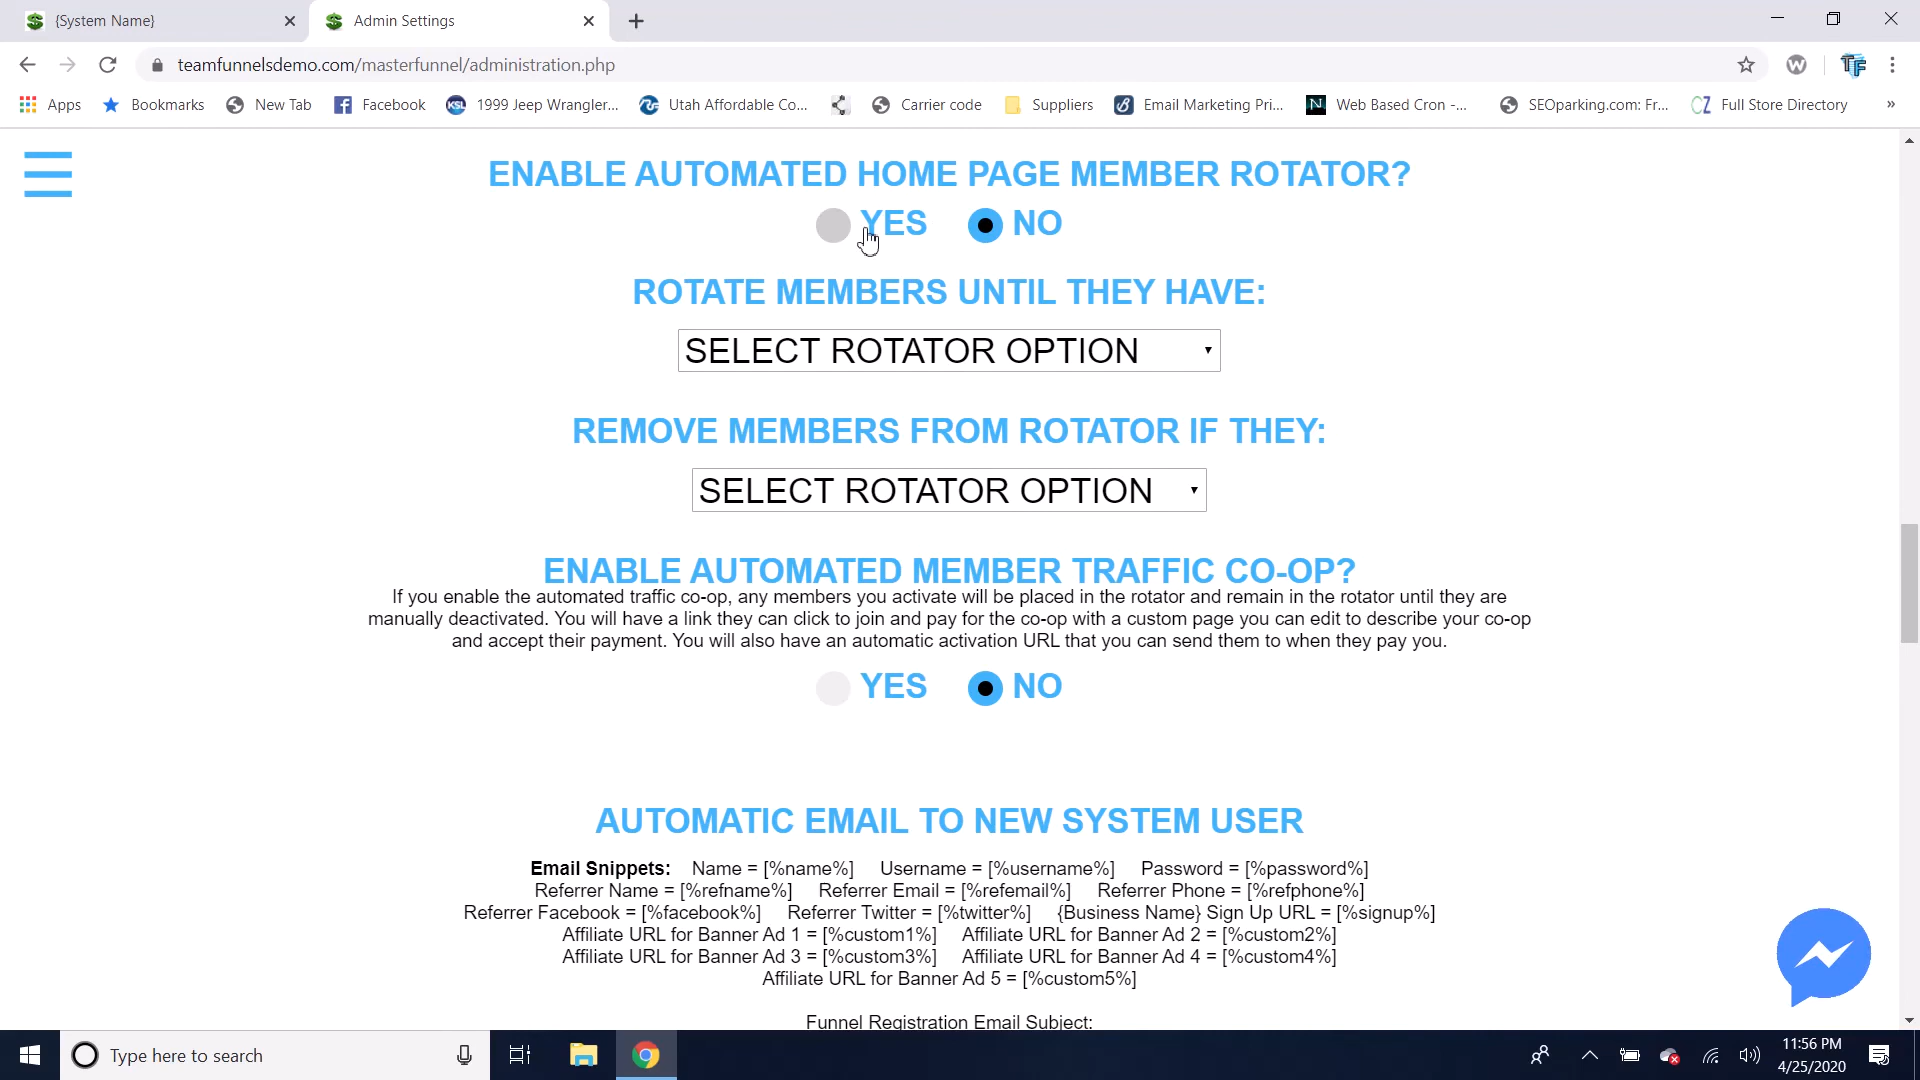 {System Name}
Admin Settings
teamfunnelsdemo.com/masterfunnel/administration.php
W
TF
Apps
Bookmarks
New Tab
Facebook
KSL
1999 Jeep Wrangler...
Utah Affordable Co...
Carrier code
Suppliers
Email Marketing Pri...
N
Web Based Cron -...
SEOparking.com: Fr...
CZ
Full Store Directory
»
ENABLE AUTOMATED HOME PAGE MEMBER ROTATOR?
YES NO
ROTATE MEMBERS UNTIL THEY HAVE:
SELECT ROTATOR OPTION
REMOVE MEMBERS FROM ROTATOR IF THEY:
SELECT ROTATOR OPTION
ENABLE AUTOMATED MEMBER TRAFFIC CO-OP?
If you enable the automated traffic co-op, any members you activate will be placed in the rotator and remain in the rotator until they are
manually deactivated. You will have a link they can click to join and pay for the co-op with a custom page you can edit to describe your co-op
and accept their payment. You will also have an automatic activation URL that you can send them to when they pay you.
YES NO
AUTOMATIC EMAIL TO NEW SYSTEM USER
Email Snippets: Name = [%name%] Username = [%username%] Password = [%password%]
Referrer Name = [%refname%] Referrer Email = [%refemail%] Referrer Phone = [%refphone%]
Referrer Facebook = [%facebook%] Referrer Twitter = [%twitter%] {Business Name} Sign Up URL = [%signup%]
Affiliate URL for Banner Ad 1 = [%custom1%] Affiliate URL for Banner Ad 2 = [%custom2%]
Affiliate URL for Banner Ad 3 = [%custom3%] Affiliate URL for Banner Ad 4 = [%custom4%]
Affiliate URL for Banner Ad 5 = [%custom5%]
Funnel Registration Email Subject:
Type here to search
11:56 PM
4/25/2020